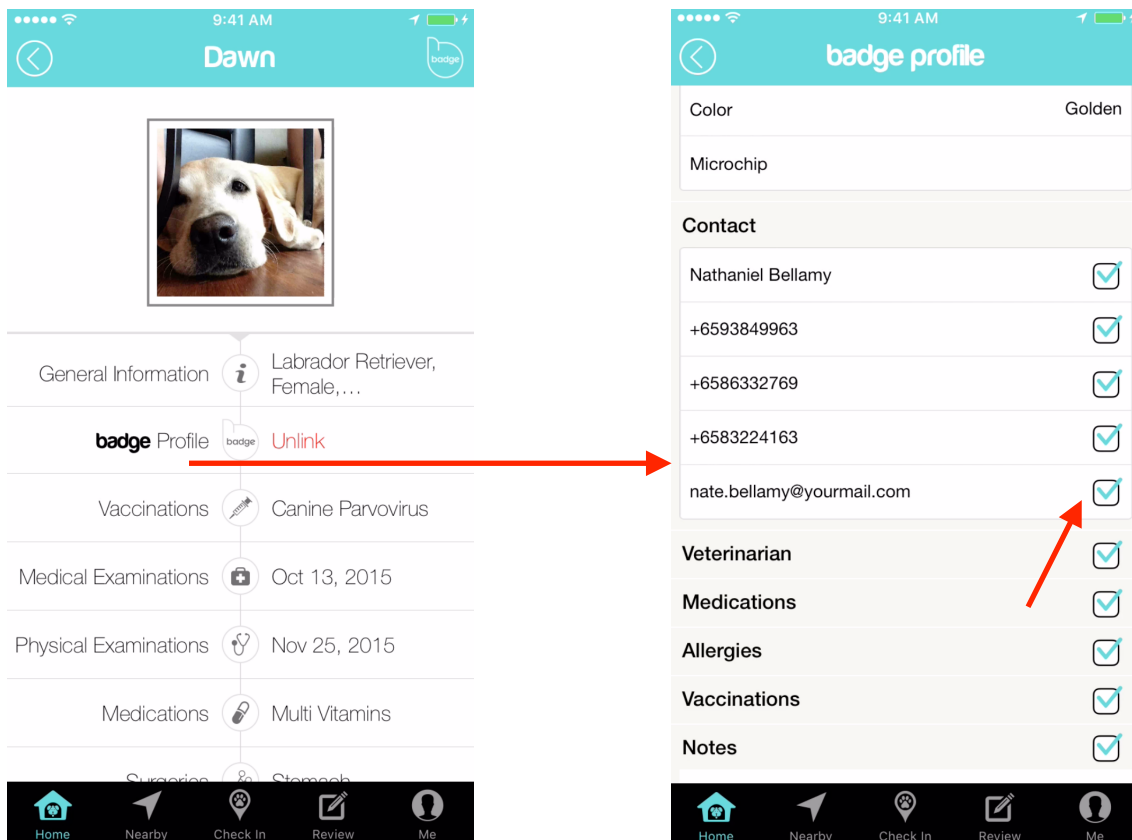 9:41 AM
Dawn
badge
General Information
Labrador Retriever,
Female,...
badge Profile
badge
Unlink
Vaccinations
Canine Parvovirus
Medical Examinations
Oct 13, 2015
Physical Examinations
Nov 25, 2015
Medications
Multi Vitamins
Surgeries
Stomach
Home
Nearby
Check In
Review
Me
9:41 AM
badge profile
Color
Golden
Microchip
Contact
Nathaniel Bellamy
+6593849963
+6586332769
+6583224163
nate.bellamy@yourmail.com
Veterinarian
Medications
Allergies
Vaccinations
Notes
Home
Nearby
Check In
Review
Me